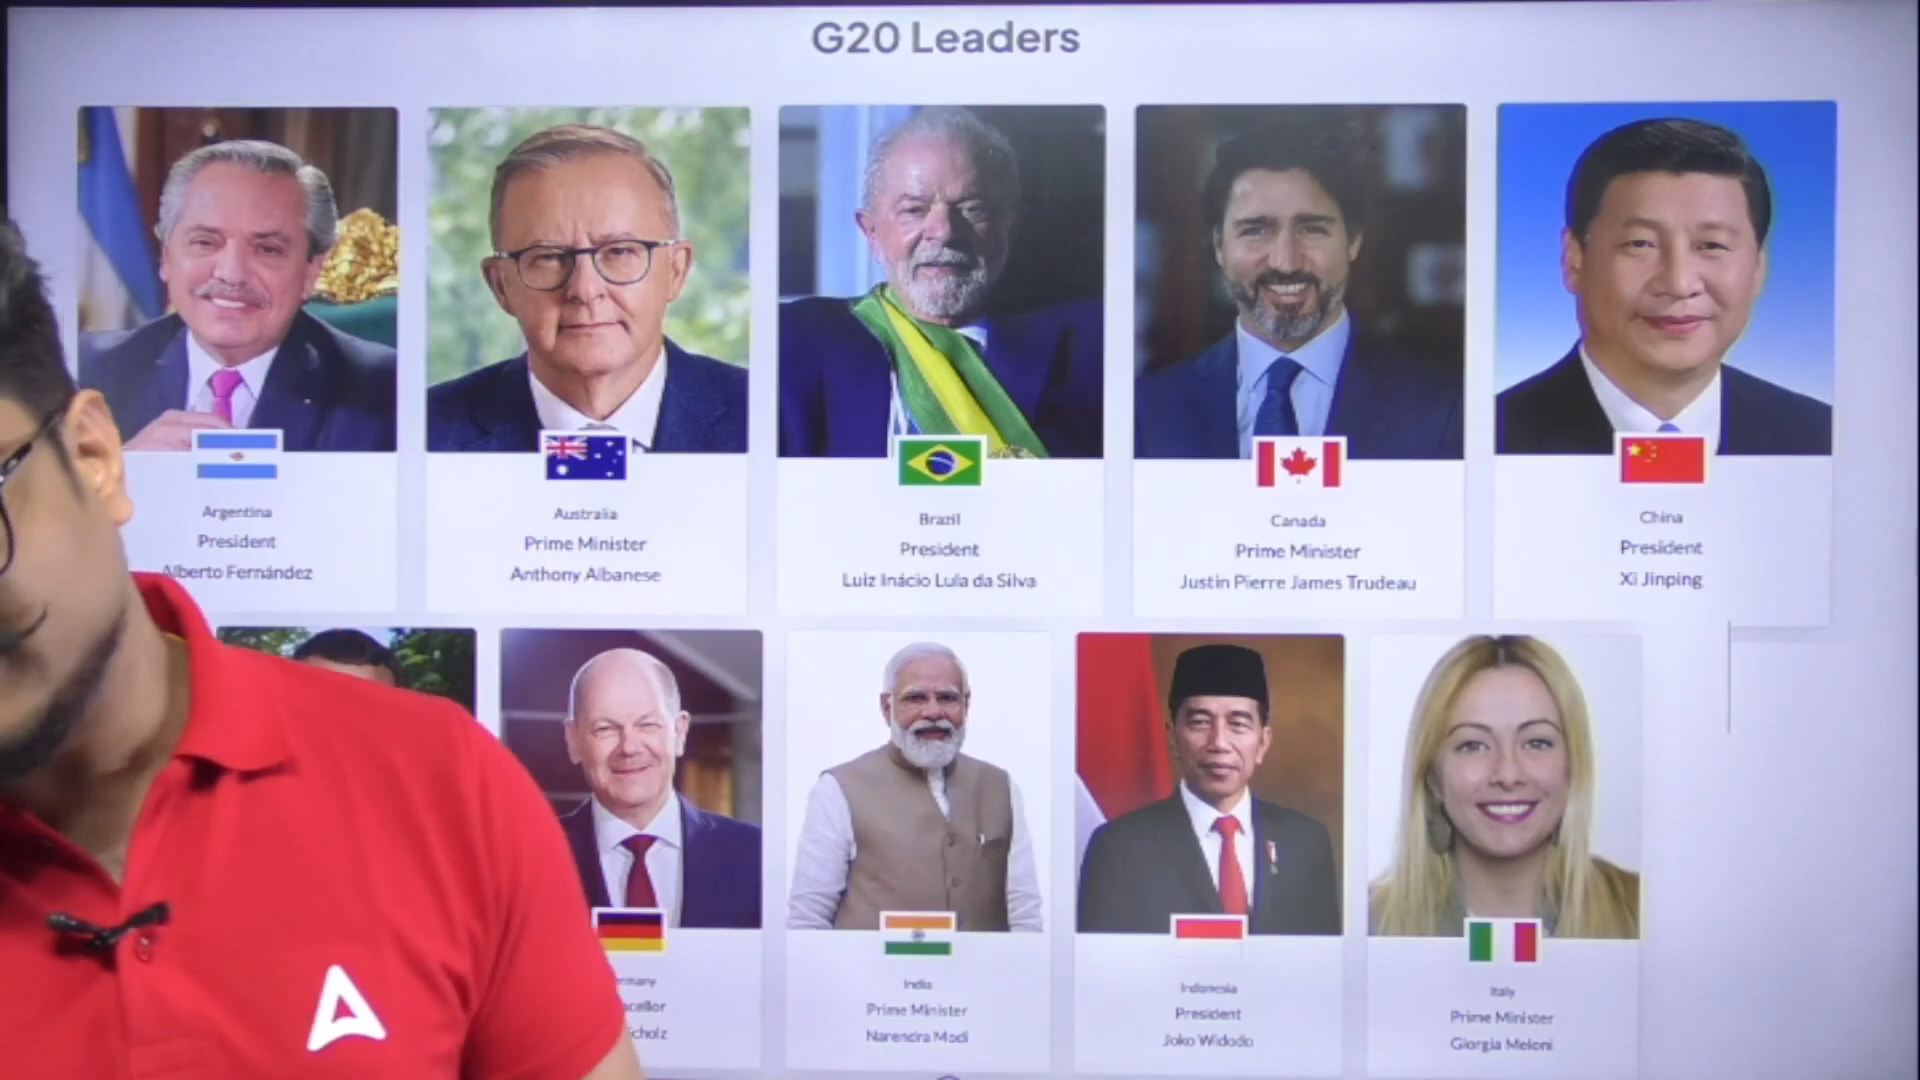 G20 Leaders
Argentina
President
Alberto Fernández
Australia
Prime Minister
Anthony Albanese
Brazil
President
Luiz Inácio Lula da Silva
Canada
Prime Minister
Justin Pierre James Trudeau
China
President
Xi Jinping
India
Prime Minister
Narendra Modi
Indonesia
President
Joko Widodo
Italy
Prime Minister
Giorgia Meloni